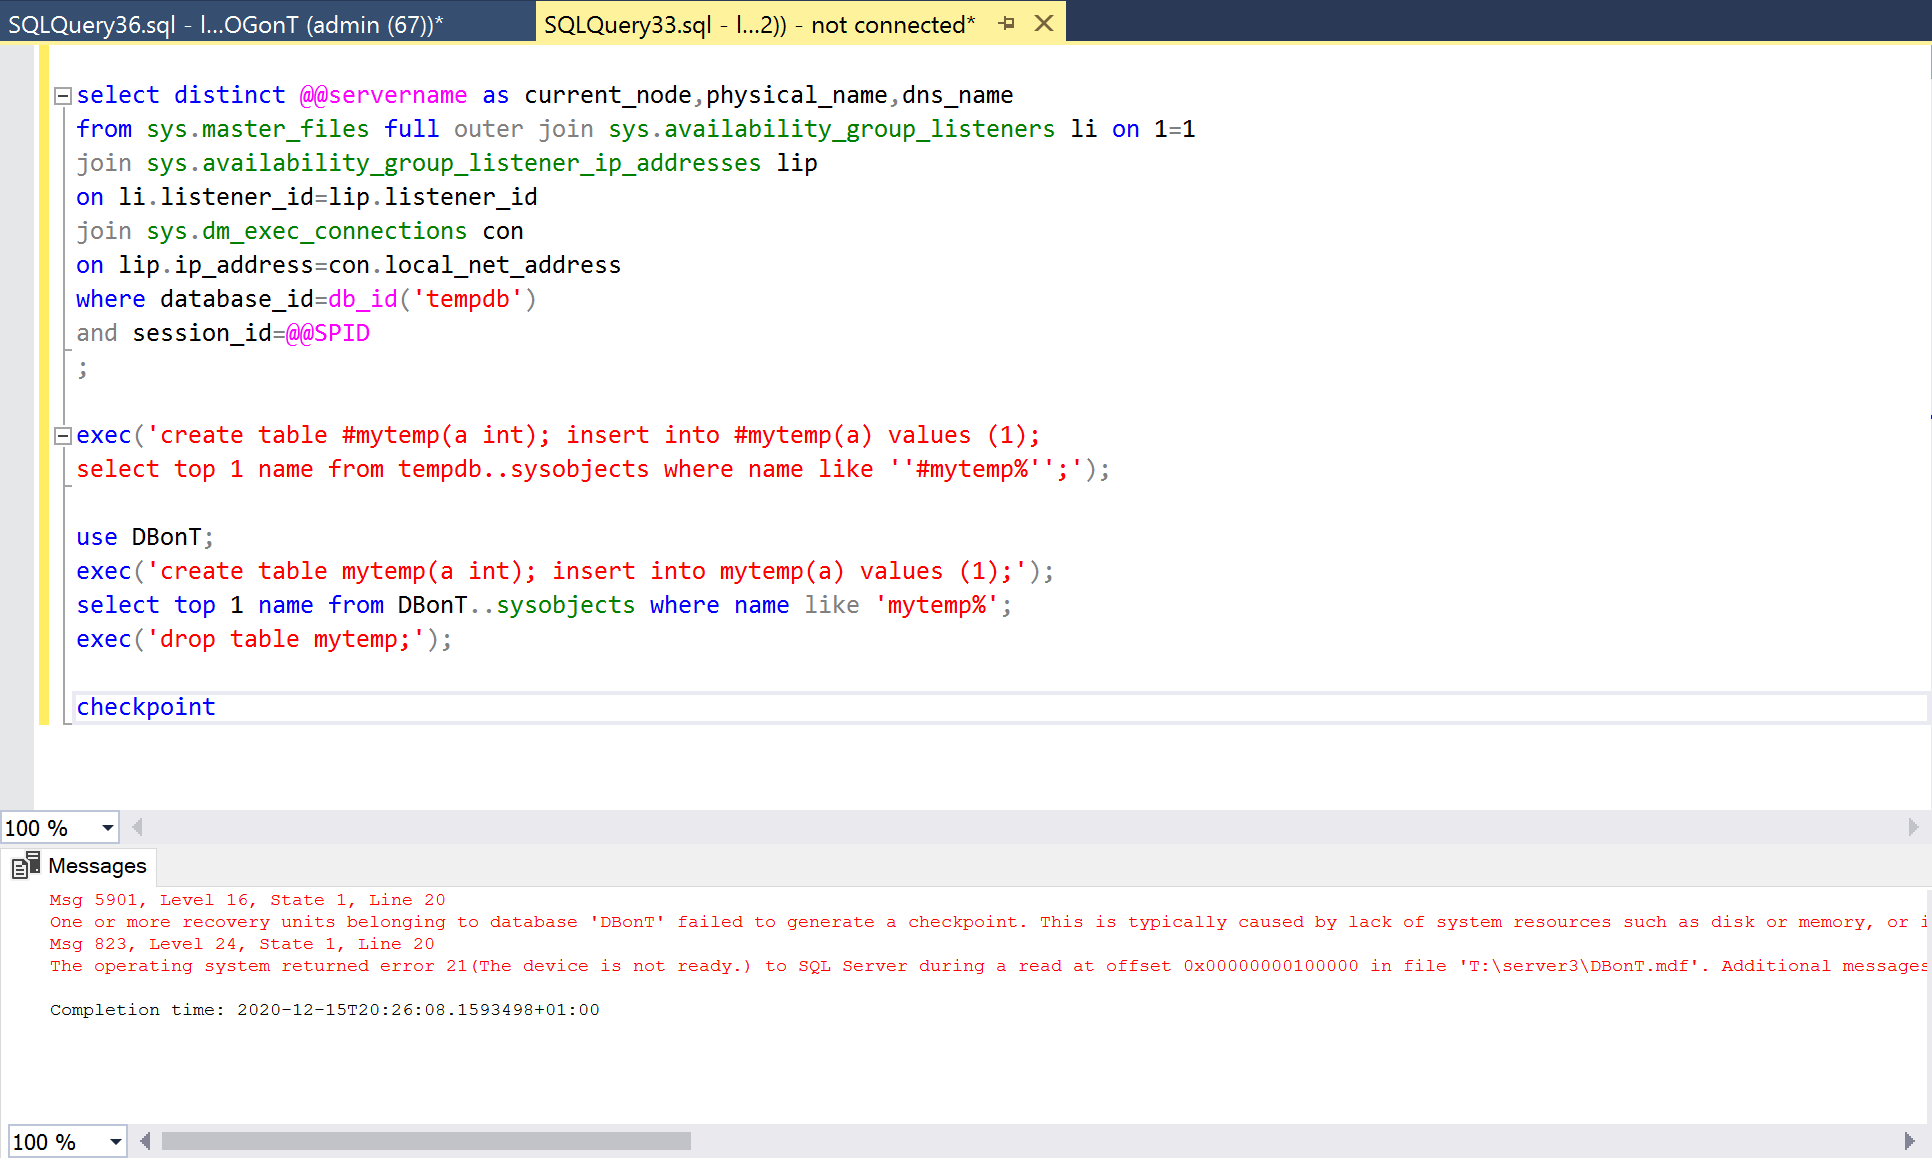 SQLQuery36.sql - l...OGonT (admin (67))*
SQLQuery33.sql - l...2)) - not connected*
select distinct @@servername as current_node,physical_name,dns_name
from sys.master_files full outer join sys.availability_group_listeners li on 1=1
join sys.availability_group_listener_ip_addresses lip
on li.listener_id=lip.listener_id
join sys.dm_exec_connections con
on lip.ip_address=con.local_net_address
where database_id=db_id('tempdb')
and session_id=@@SPID
;
exec('create table #mytemp(a int); insert into #mytemp(a) values (1);
select top 1 name from tempdb..sysobjects where name like ''#mytemp%'';');
use DBonT;
exec('create table mytemp(a int); insert into mytemp(a) values (1);');
select top 1 name from DBonT..sysobjects where name like 'mytemp%';
exec('drop table mytemp;');
checkpoint
100 %
Messages
Msg 5901, Level 16, State 1, Line 20
One or more recovery units belonging to database 'DBonT' failed to generate a checkpoint. This is typically caused by lack of system resources such as disk or memory, or i
Msg 823, Level 24, State 1, Line 20
The operating system returned error 21(The device is not ready.) to SQL Server during a read at offset 0x00000000100000 in file 'T:\server3\DBonT.mdf'. Additional messages
Completion time: 2020-12-15T20:26:08.1593498+01:00
100 %